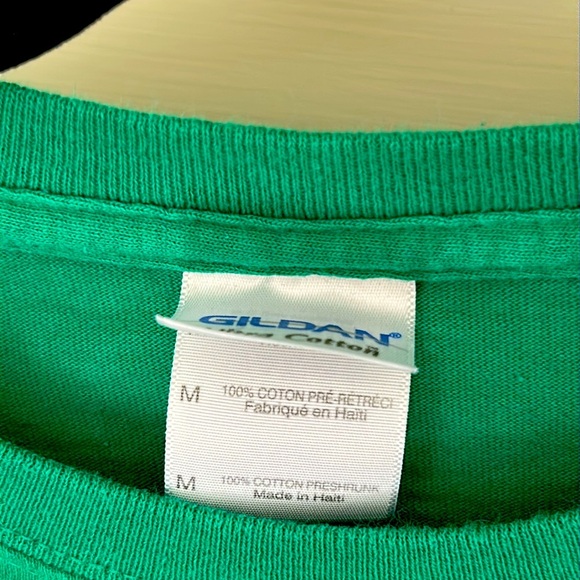 GILDAN®
Cotton
M 100% COTON PRÉ-RÉTRÉCI
Fabriqué en Haïti
M 100% COTTON PRESHRUNK
Made in Haiti